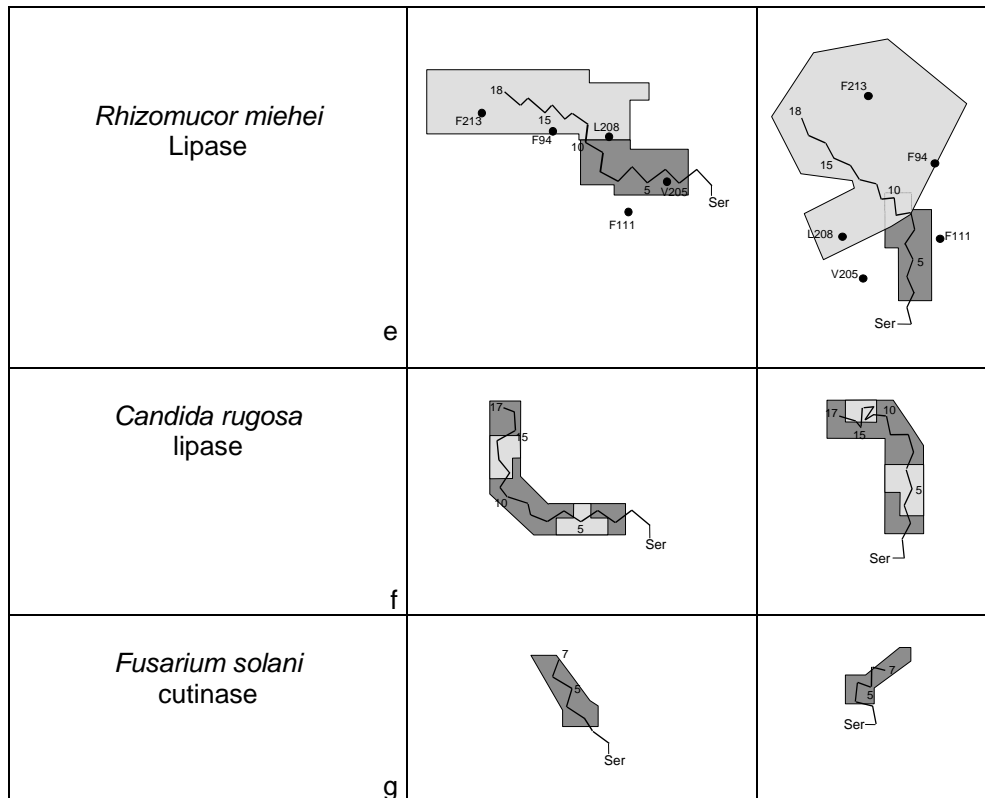 Rhizomucor miehei
Lipase
e
18
F213
15
F94
L208
10
5
V205
Ser
F111
F213
18
15
F94
10
L208
F111
5
V205
Ser
Candida rugosa
lipase
f
17
15
10
5
Ser
17
10
15
5
Ser
Fusarium solani
cutinase
g
7
5
Ser
7
5
Ser